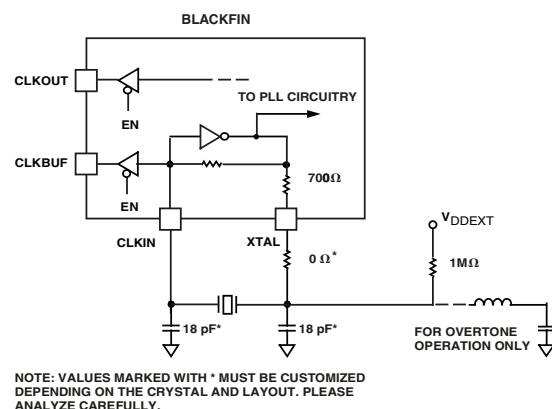 BLACKFIN
CLKOUT
TO PLL CIRCUITRY
EN
CLKBUF
700Ω
EN
CLKIN
XTAL
VDDEXT
0 Ω*
1MΩ
18 pF*
18 pF*
FOR OVERTONE
OPERATION ONLY
NOTE: VALUES MARKED WITH * MUST BE CUSTOMIZED
DEPENDING ON THE CRYSTAL AND LAYOUT. PLEASE
ANALYZE CAREFULLY.